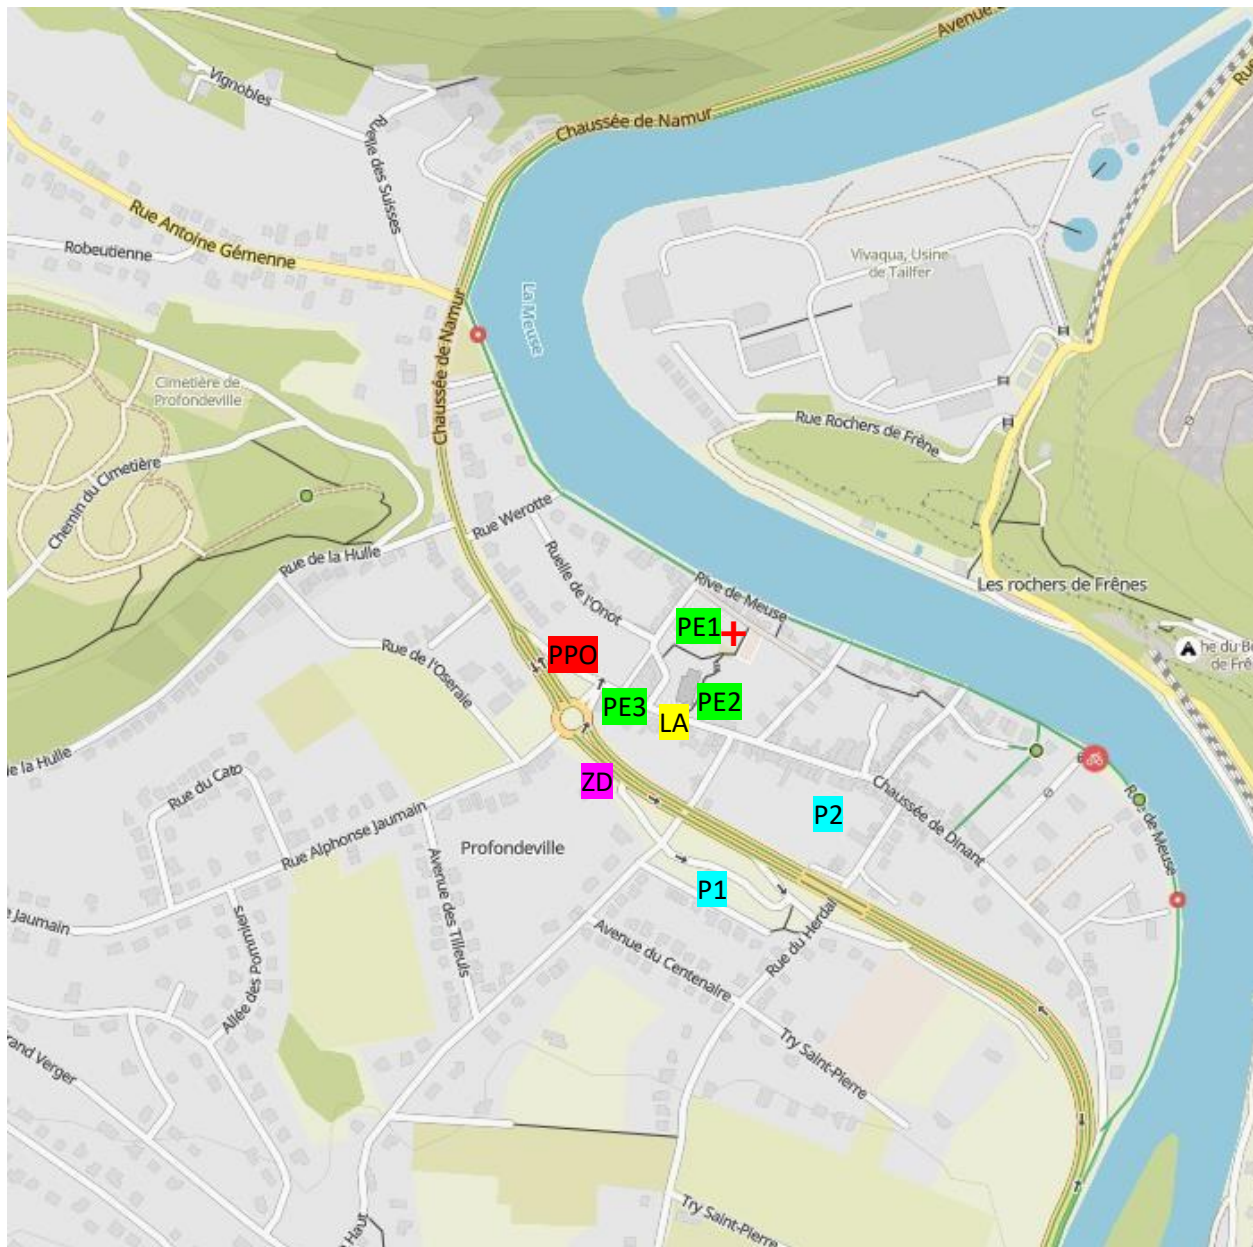 Avenue
Vignobles
Chaussée de Namur
Ruelle des Suisses
Rue Antoine Gémenne
Robeutienne
Vivaqua, Usine
de Tailfer
La Meuse
Chaussée de Namur
Cimetière de
Profondeville
Rue Rochers de Frêne
Chemin du Cimetière
Rue Werotte
Rue de la Hulle
Ruelle de l'Onot
Rive de Meuse
Les rochers de Frênes
PE1
Rue de l'Oseraie
PPO
PE3
PE2
LA
de la Hulle
Rue du Cato
ZD
Chaussée de Dinant
P2
Rue Alphonse Jaumain
Profondeville
Avenue des Tilleuls
P1
Rue de Meuse
Jaumain
Allée des Pommiers
Avenue du Centenaire
Rue du Herdal
Try Saint-Pierre
rand Verger
Haut
Try Saint-Pierre